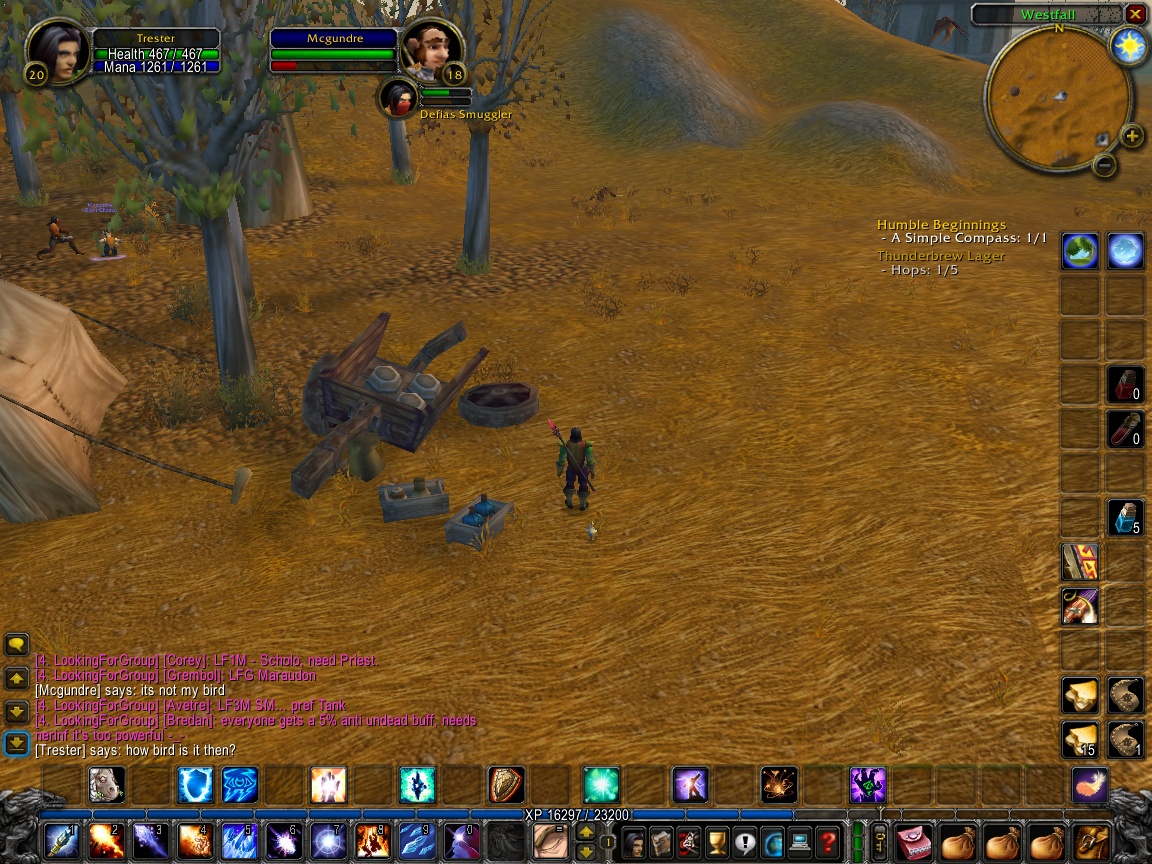 Trester
Health 467 / 467
Mana 1261 / 1261
20
Mcgundre
18
Defias Smuggler
Westfall
N
Humble Beginnings
- A Simple Compass: 1/1
Thunderbrew Lager
- Hops: 1/5
0
0
5
15
1
[4. LookingForGroup] [Corey]: LF1M - Scholo, need Priest.
[4. LookingForGroup] [Grembol]: LFG Maraudon
[Mcgundre] says: its not my bird
[4. LookingForGroup] [Avetre]: LF3M SM... pref Tank
[4. LookingForGroup] [Bredan]: everyone gets a 5% anti undead buff, needs
nerinf it's too powerful -_-
[Trester] says: how bird is it then?
XP 16297 / 23200
1 2 3 4 5 6 7 8 9 0 - =
1